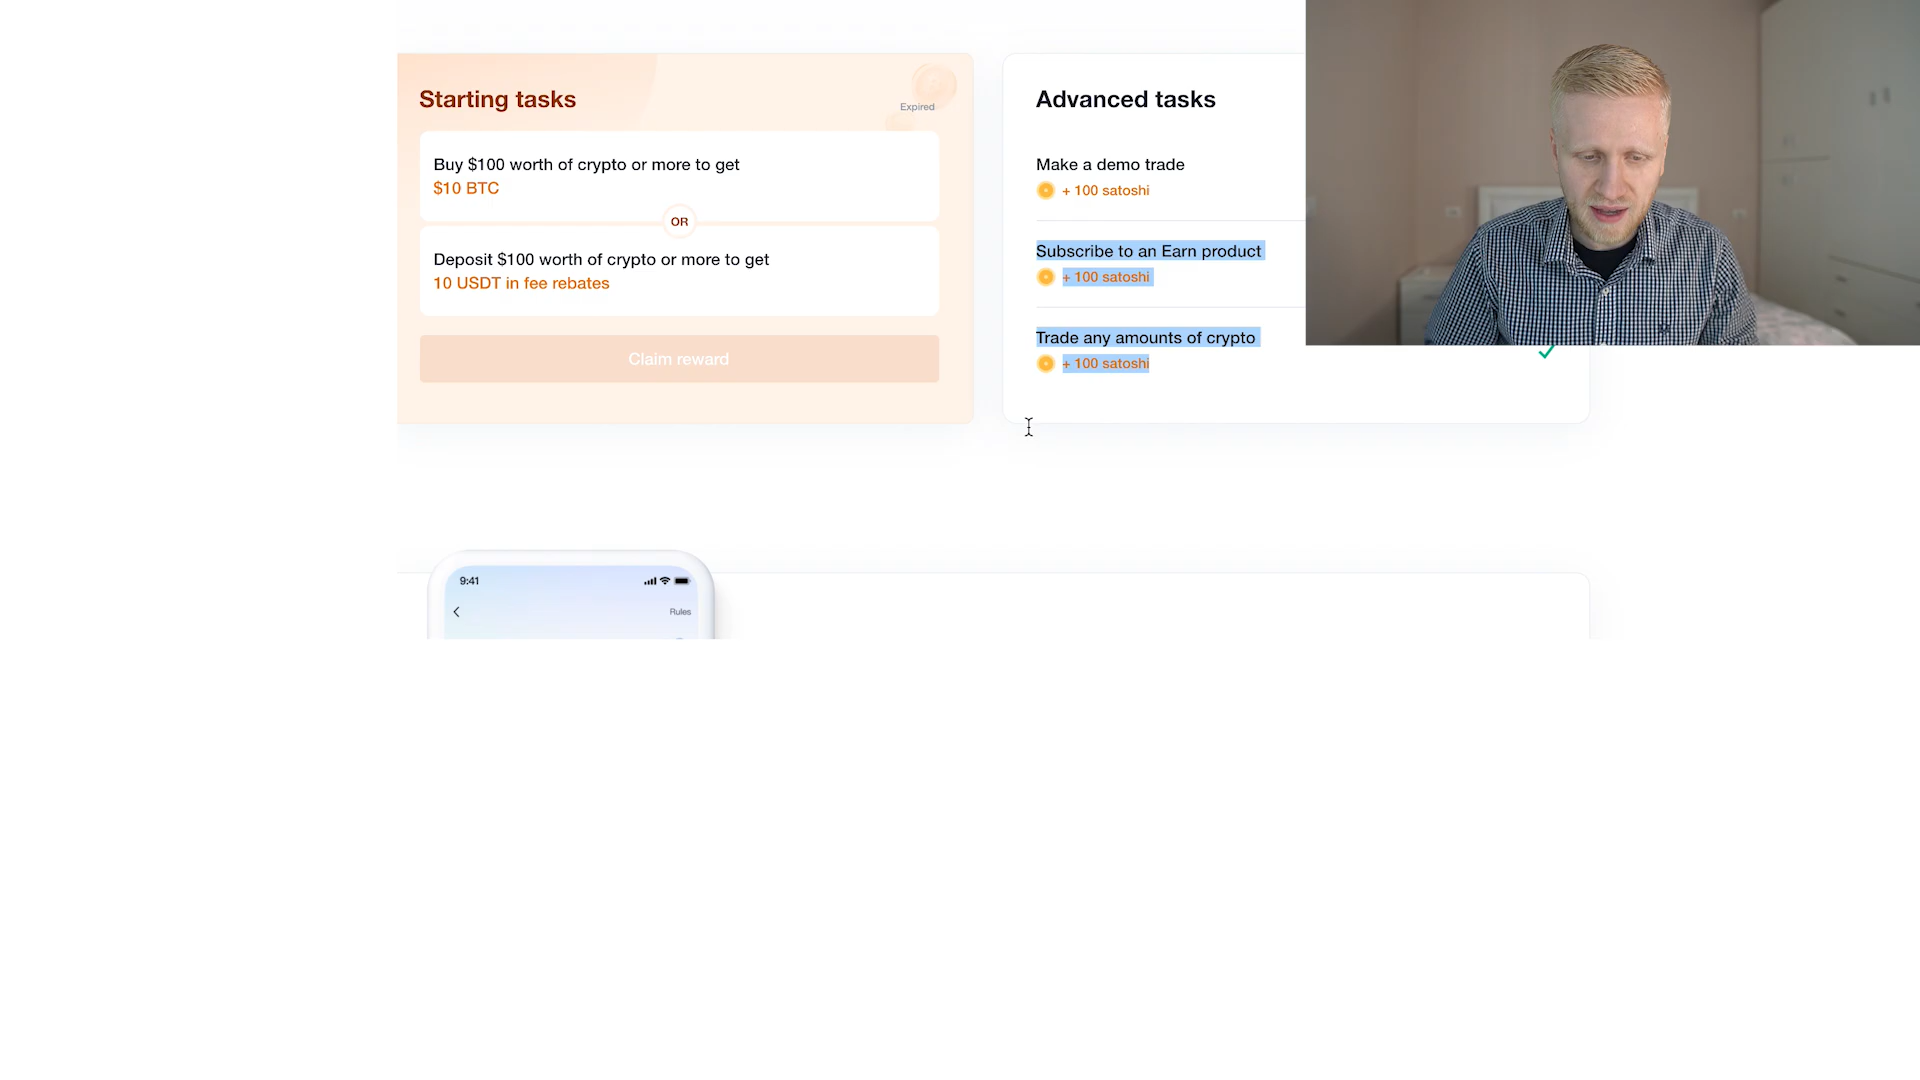 Starting tasks
Expired
Buy $100 worth of crypto or more to get
$10 BTC
OR
Deposit $100 worth of crypto or more to get
10 USDT in fee rebates
Claim reward
Advanced tasks
Make a demo trade
+ 100 satoshi
Subscribe to an Earn product
+ 100 satoshi
Trade any amounts of crypto
+ 100 satoshi
9:41
Rules